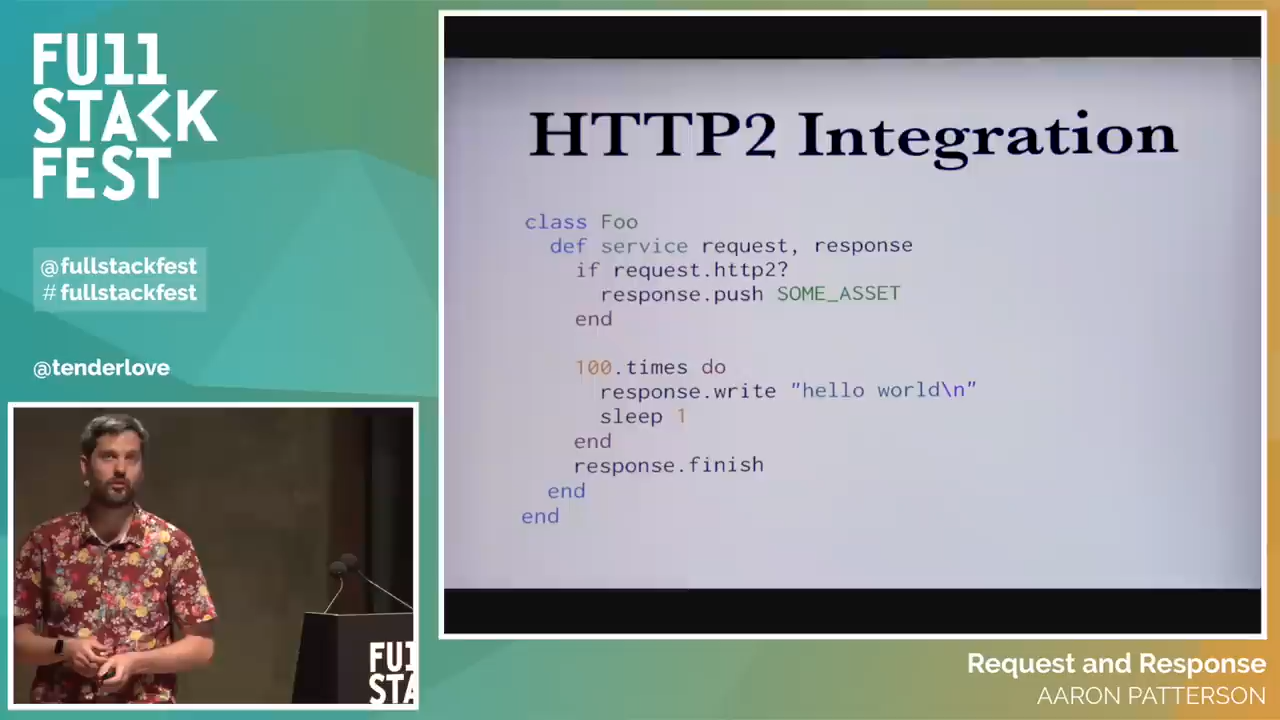 FU11
STACK
FEST
@fullstackfest
# fullstackfest
@tenderlove
HTTP2 Integration
class Foo
def service request, response
if request.http2?
response.push SOME_ASSET
end
100.times do
response.write "hello world\n"
sleep 1
end
response.finish
end
end
FU1
STA
Request and Response
AARON PATTERSON